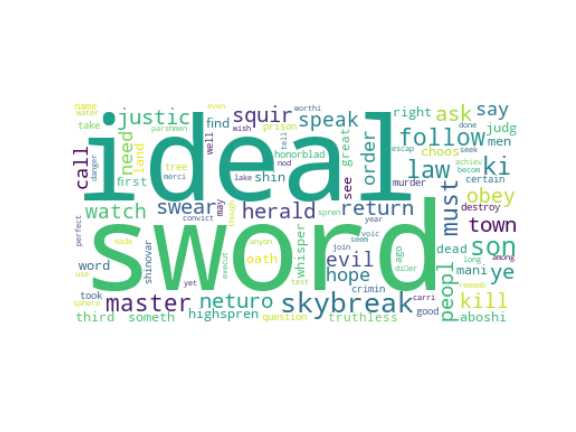 name
water
take
even
worthi
done
justic
squir
speak
right
ask
say
men
find
wish
tell
call
need
land
parshmen
danger
first
tree
merci
well
prison
honorblad
great
order
escap
follow
judg
ideal
nod
lake
shin
see
murder
law
choos
achiev
becom
ki
certain
seek
watch
swear
may
herald
though
spren
return
year
must
obey
destroy
town
perfect
made
convict
anyon
voic
seem
sword
word
shinovar
oath
whisper
evil
ago
dead
son
long
among
use
yet
execut
test
join
hope
mani
ye
sphere
took
master
neturo
skybreak
crimin
carri
good
peopl
kill
rememb
third
someth
highspren
question
truthless
aboshi